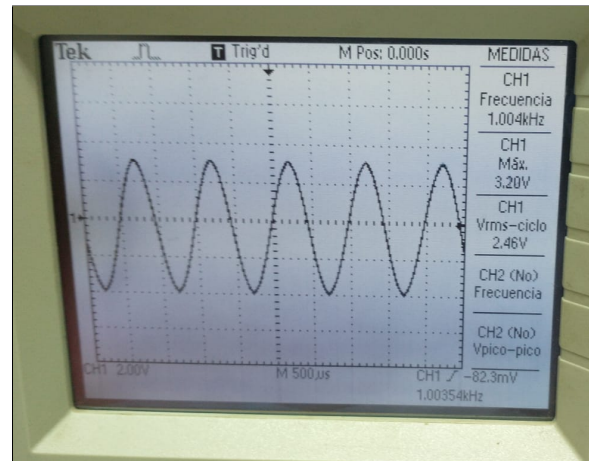 Tek T Trig'd M Pos: 0.000s MEDIDAS
CH1
Frecuencia
1.004kHz
CH1
Máx.
3.20V
CH1
Vrms-ciclo
2.46V
CH2 (No)
Frecuencia
CH2 (No)
Vpico-pico
1
CH1 2.00V M 500µs CH1 -82.3mV
1.00354kHz